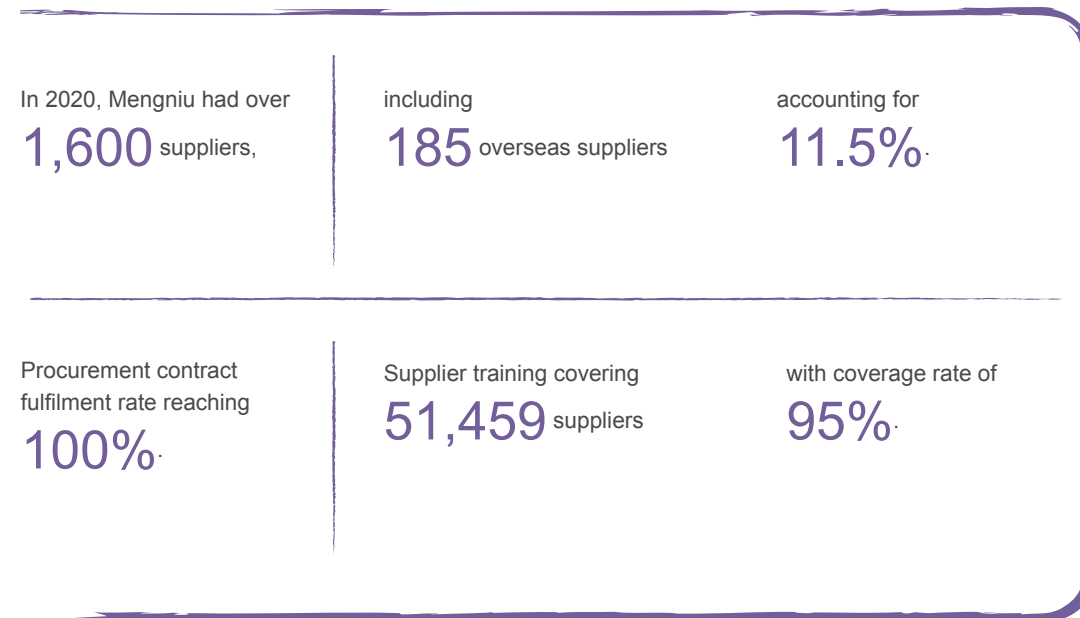 In 2020, Mengniu had over
1,600 suppliers,
including
185 overseas suppliers
accounting for
11.5%.
Procurement contract
fulfilment rate reaching
100%.
Supplier training covering
51,459 suppliers
with coverage rate of
95%.